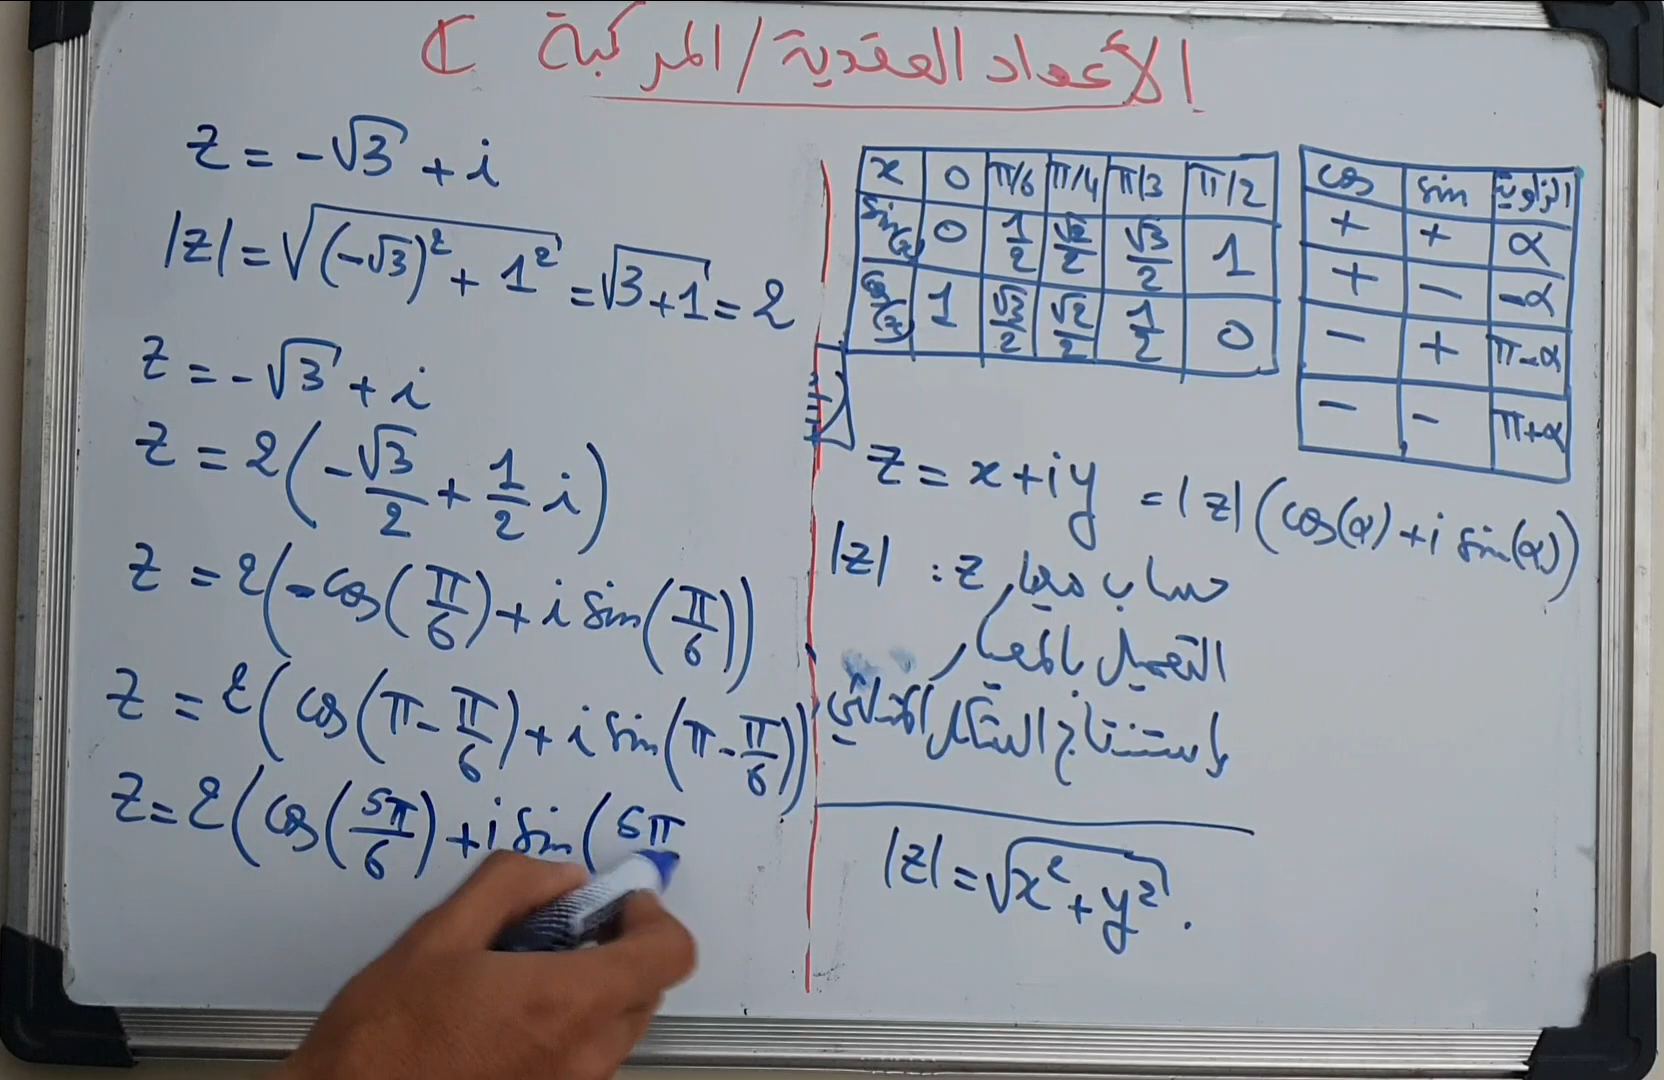 الأعداد العقدية/المركبة ℂ
z = -√3 + i
|z| = √((-√3)² + 1²) = √(3+1) = 2
z = -√3 + i
z = 2(-√3/2 + 1/2 i)
z = 2(-cos(π/6) + i sin(π/6))
z = 2(cos(π-π/6) + i sin(π-π/6))
z = 2(cos(5π/6) + i sin(5π
x 0 π/6 π/4 π/3 π/2
sin(x) 0 1/2 √2/2 √3/2 1
cos(x) 1 √3/2 √2/2 1/2 0
cos sin الزاوية
+ + α
+ - -α
- + π-α
- - π+α
z = x+iy = |z|(cos(α)+i sin(α))
حساب معيار z : |z|
التعميل بالمعيار
إستنتاج الشكل المثلثي
|z| = √(x²+y²).